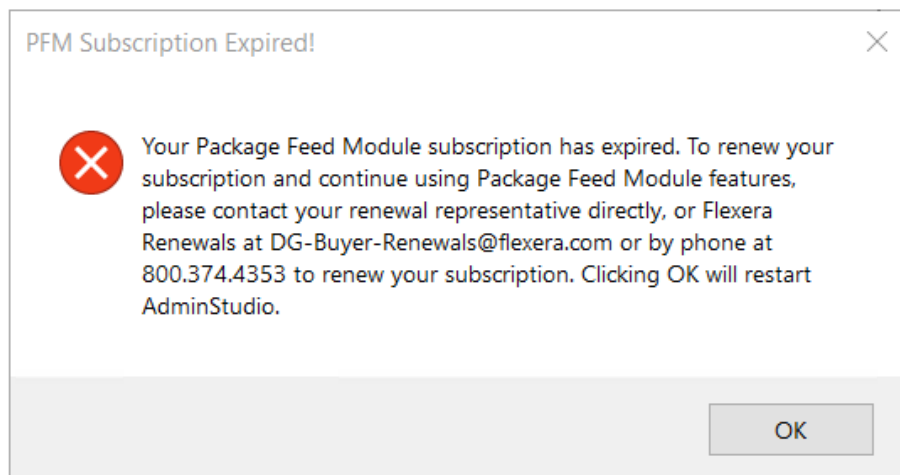 PFM Subscription Expired!
Your Package Feed Module subscription has expired. To renew your
subscription and continue using Package Feed Module features,
please contact your renewal representative directly, or Flexera
Renewals at DG-Buyer-Renewals@flexera.com or by phone at
800.374.4353 to renew your subscription. Clicking OK will restart
AdminStudio.
OK